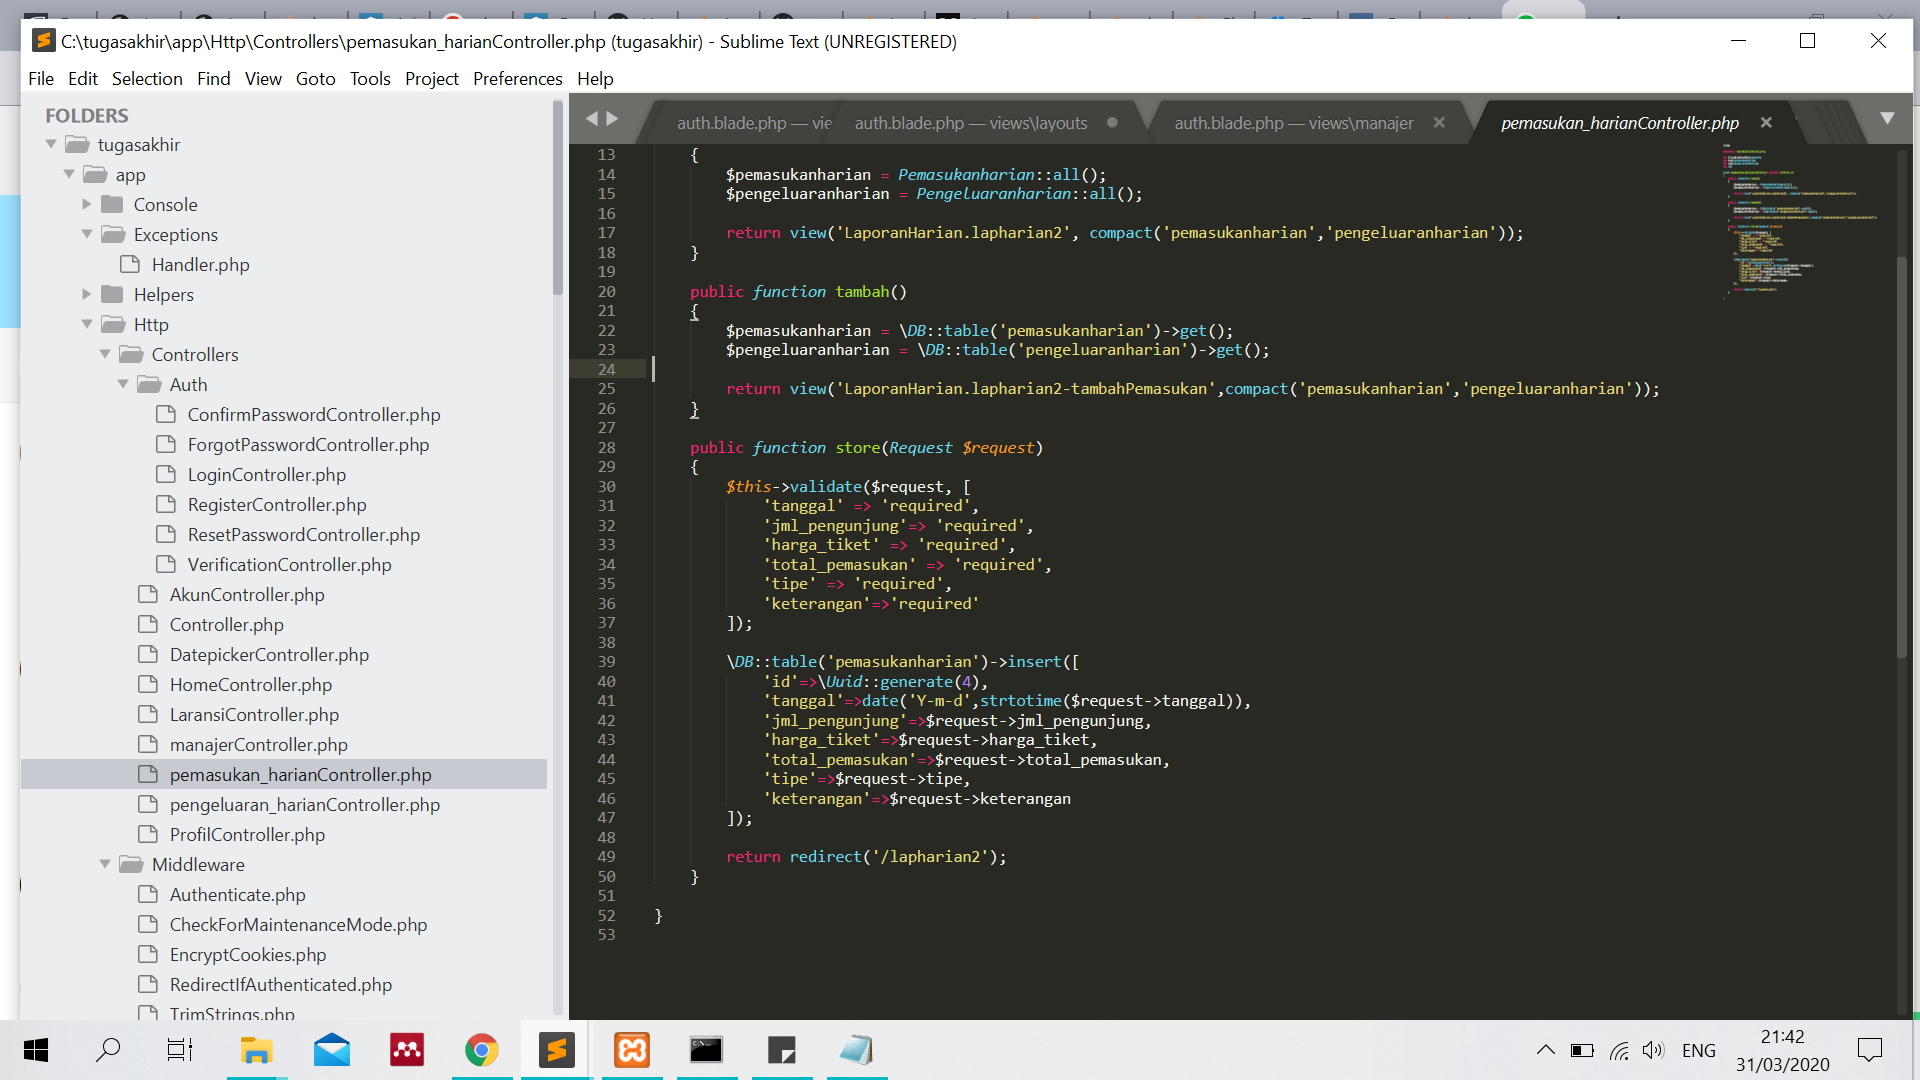 C:\tugasakhir\app\Http\Controllers\pemasukan_harianController.php (tugasakhir) - Sublime Text (UNREGISTERED)
File Edit Selection Find View Goto Tools Project Preferences Help
FOLDERS
tugasakhir
app
Console
Exceptions
Handler.php
Helpers
Http
Controllers
Auth
ConfirmPasswordController.php
ForgotPasswordController.php
LoginController.php
RegisterController.php
ResetPasswordController.php
VerificationController.php
AkunController.php
Controller.php
DatepickerController.php
HomeController.php
LaransiController.php
manajerController.php
pemasukan_harianController.php
pengeluaran_harianController.php
ProfilController.php
Middleware
Authenticate.php
CheckForMaintenanceMode.php
EncryptCookies.php
RedirectIfAuthenticated.php
TrimStrings.php
auth.blade.php — vie auth.blade.php — views\layouts auth.blade.php — views\manajer pemasukan_harianController.php
13 {
14 $pemasukanharian = Pemasukanharian::all();
15 $pengeluaranharian = Pengeluaranharian::all();
16
17 return view('LaporanHarian.lapharian2', compact('pemasukanharian','pengeluaranharian'));
18 }
19
20 public function tambah()
21 {
22 $pemasukanharian = \DB::table('pemasukanharian')->get();
23 $pengeluaranharian = \DB::table('pengeluaranharian')->get();
24
25 return view('LaporanHarian.lapharian2-tambahPemasukan',compact('pemasukanharian','pengeluaranharian'));
26 }
27
28 public function store(Request $request)
29 {
30 $this->validate($request, [
31 'tanggal' => 'required',
32 'jml_pengunjung'=> 'required',
33 'harga_tiket' => 'required',
34 'total_pemasukan' => 'required',
35 'tipe' => 'required',
36 'keterangan'=>'required'
37 ]);
38
39 \DB::table('pemasukanharian')->insert([
40 'id'=>\Uuid::generate(4),
41 'tanggal'=>date('Y-m-d',strtotime($request->tanggal)),
42 'jml_pengunjung'=>$request->jml_pengunjung,
43 'harga_tiket'=>$request->harga_tiket,
44 'total_pemasukan'=>$request->total_pemasukan,
45 'tipe'=>$request->tipe,
46 'keterangan'=>$request->keterangan
47 ]);
48
49 return redirect('/lapharian2');
50 }
51
52 }
53
ENG
21:42
31/03/2020